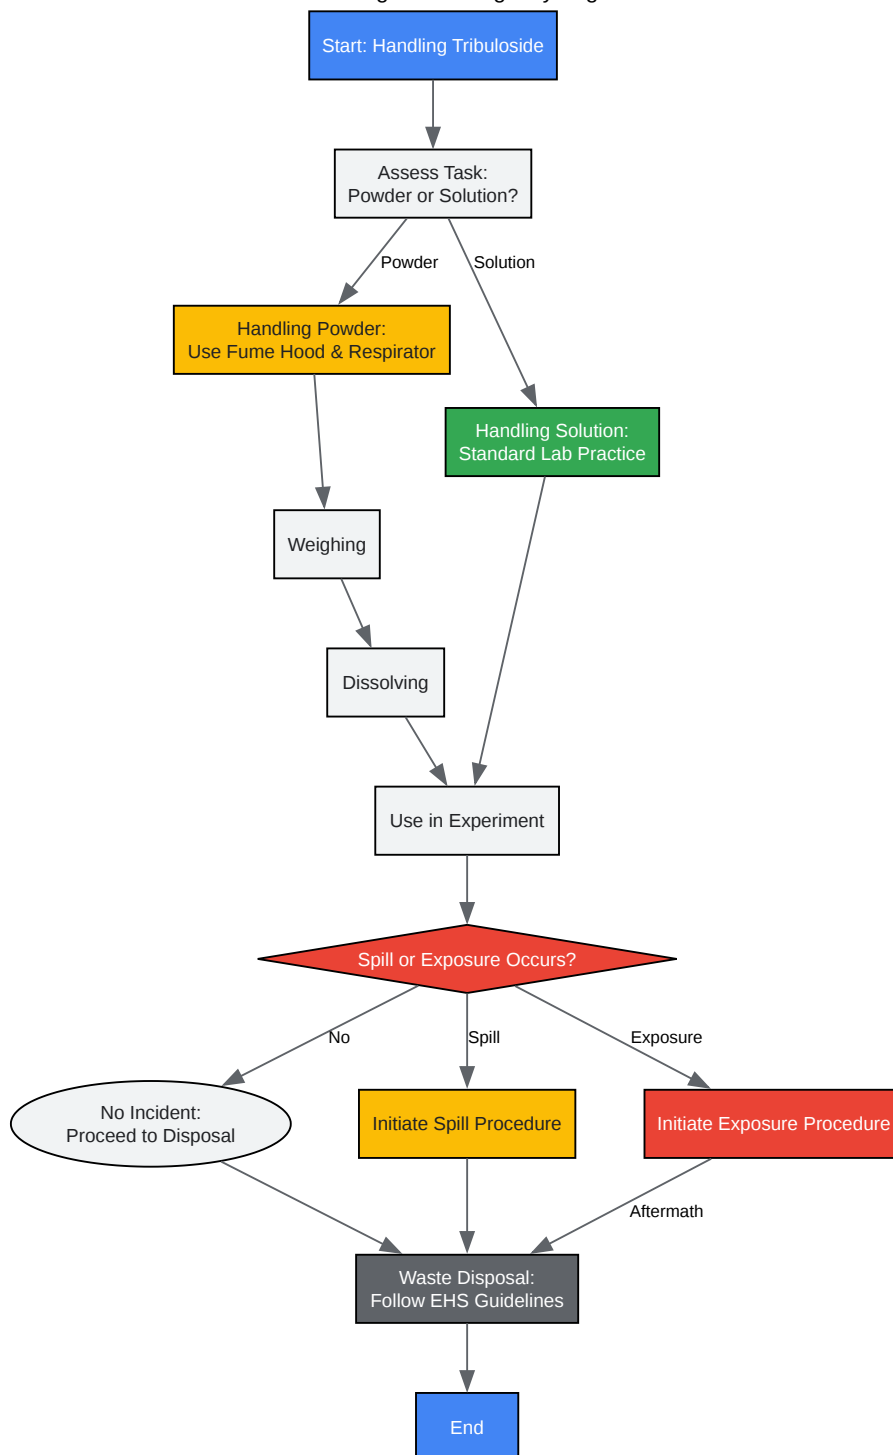 Start: Handling Tribuloside
Assess Task:
Powder or Solution?
Powder
Solution
Handling Powder:
Use Fume Hood & Respirator
Handling Solution:
Standard Lab Practice
Weighing
Dissolving
Use in Experiment
Spill or Exposure Occurs?
No
Spill
Exposure
No Incident:
Proceed to Disposal
Initiate Spill Procedure
Initiate Exposure Procedure
Aftermath
Waste Disposal:
Follow EHS Guidelines
End